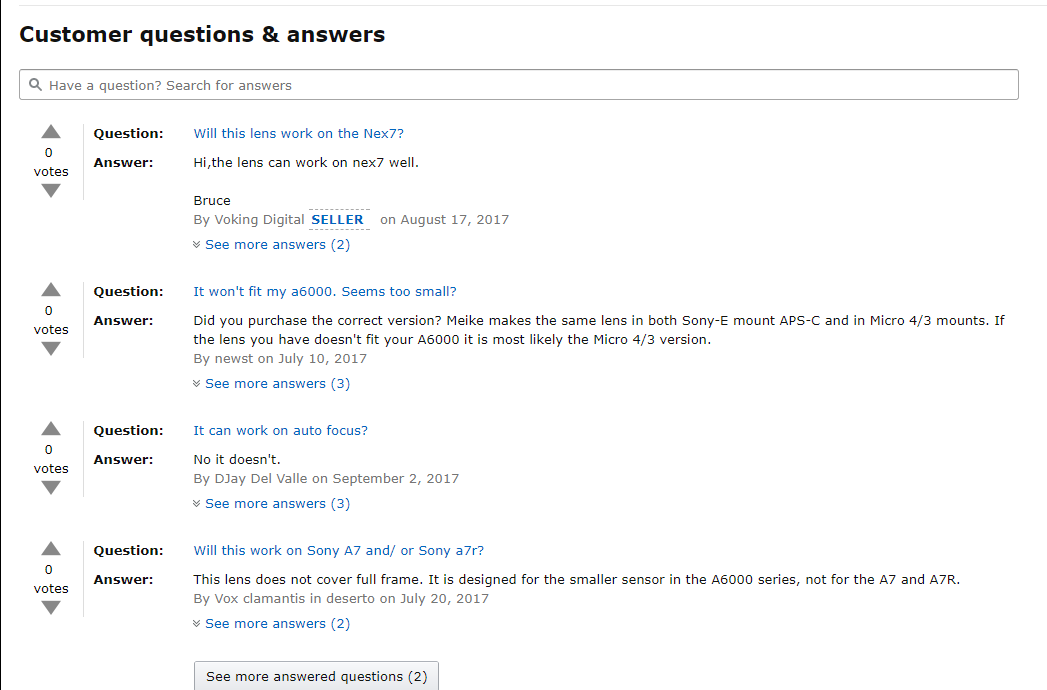 Customer questions & answers
Have a question? Search for answers
0
votes
Question: Will this lens work on the Nex7?
Answer: Hi,the lens can work on nex7 well.
Bruce
By Voking Digital SELLER on August 17, 2017
See more answers (2)
0
votes
Question: It won't fit my a6000. Seems too small?
Answer: Did you purchase the correct version? Meike makes the same lens in both Sony-E mount APS-C and in Micro 4/3 mounts. If
the lens you have doesn't fit your A6000 it is most likely the Micro 4/3 version.
By newst on July 10, 2017
See more answers (3)
0
votes
Question: It can work on auto focus?
Answer: No it doesn't.
By DJay Del Valle on September 2, 2017
See more answers (3)
0
votes
Question: Will this work on Sony A7 and/ or Sony a7r?
Answer: This lens does not cover full frame. It is designed for the smaller sensor in the A6000 series, not for the A7 and A7R.
By Vox clamantis in deserto on July 20, 2017
See more answers (2)
See more answered questions (2)